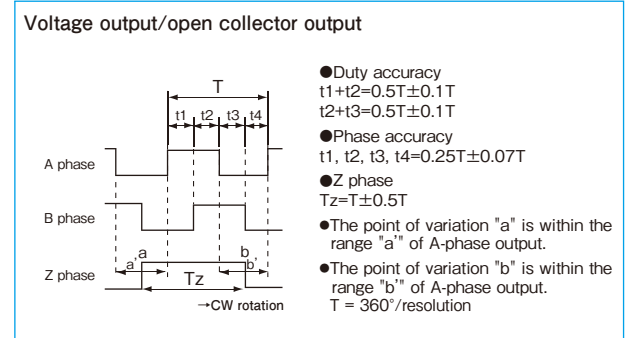 Voltage output/open collector output
T
t1 t2 t3 t4
A phase
B phase
Z phase
a
a'
b
b'
Tz
→CW rotation
●Duty accuracy
t1+t2=0.5T±0.1T
t2+t3=0.5T±0.1T
●Phase accuracy
t1, t2, t3, t4=0.25T±0.07T
●Z phase
Tz=T±0.5T
●The point of variation "a" is within the
range "a'" of A-phase output.
●The point of variation "b" is within the
range "b'" of A-phase output.
T = 360°/resolution